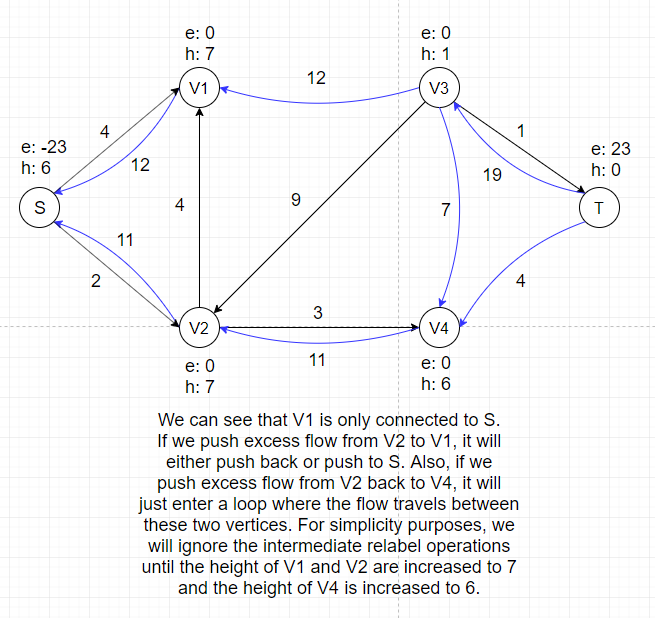 e: 0
h: 7
e: 0
h: 1
V1
12
V3
4
1
e: -23
h: 6
12
e: 23
h: 0
19
S
4
9
7
T
11
2
4
3
V2
V4
11
e: 0
h: 7
e: 0
h: 6
We can see that V1 is only connected to S.
If we push excess flow from V2 to V1, it will
either push back or push to S. Also, if we
push excess flow from V2 back to V4, it will
just enter a loop where the flow travels between
these two vertices. For simplicity purposes, we
will ignore the intermediate relabel operations
until the height of V1 and V2 are increased to 7
and the height of V4 is increased to 6.